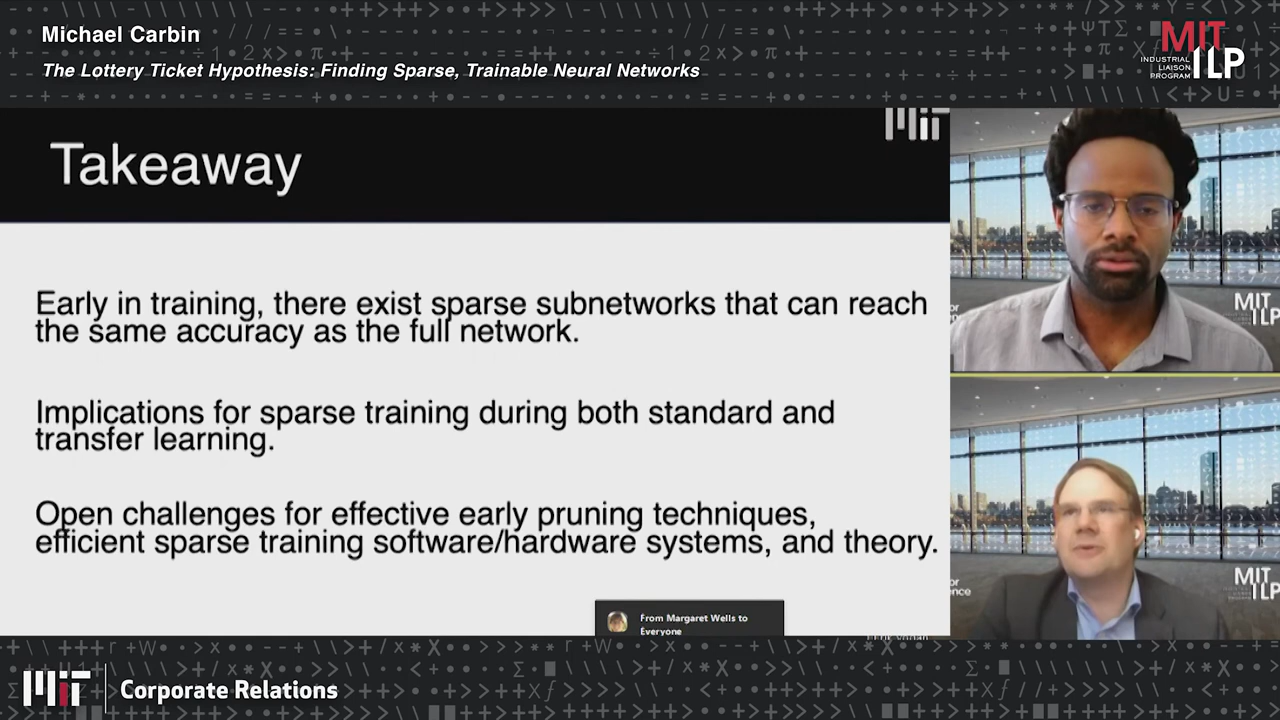 Michael Carbin
The Lottery Ticket Hypothesis: Finding Sparse, Trainable Neural Networks
MIT
INDUSTRIAL
LIAISON
PROGRAM
ILP
MIT
Takeaway
Early in training, there exist sparse subnetworks that can reach
the same accuracy as the full network.
Implications for sparse training during both standard and
transfer learning.
Open challenges for effective early pruning techniques,
efficient sparse training software/hardware systems, and theory.
From Margaret Wells to
Everyone
MIT
ILP
MIT
ILP
MIT
Corporate Relations